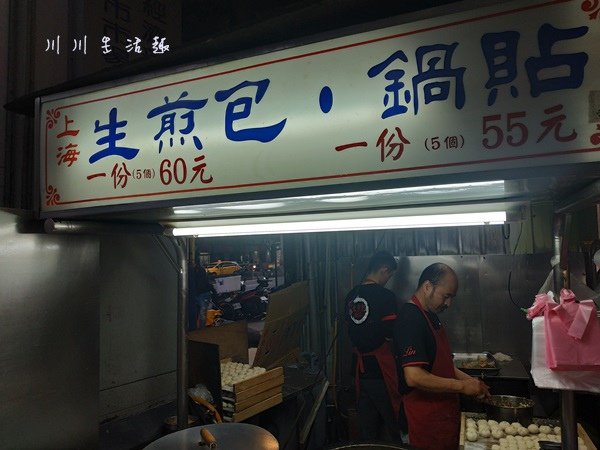 川川生活趣
上海 生煎包·鍋貼
一份(5個)60元 一份(5個)55元